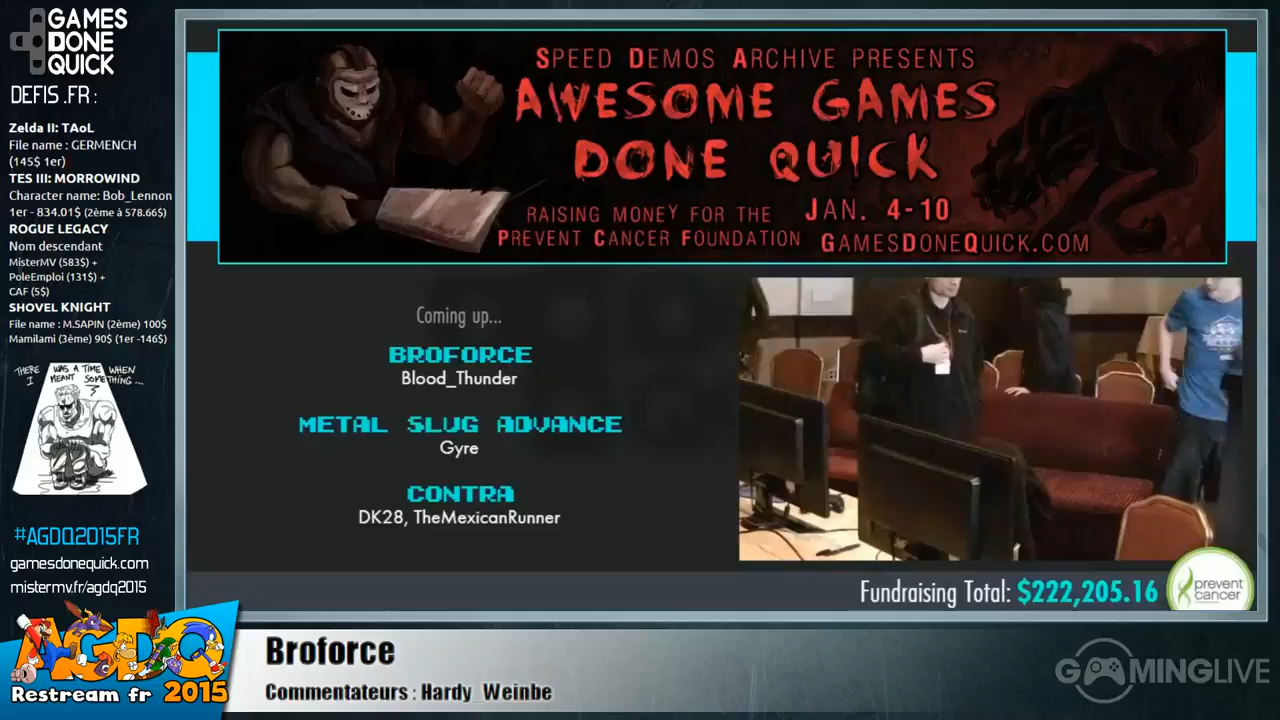 GAMES
DONE
QUICK
DEFIS .FR :
Zelda II: TAoL
File name : GERMENCH
(145$ 1er)
TES III: MORROWIND
Character name: Bob_Lennon
1er - 834.01$ (2ème à 578.66$)
ROGUE LEGACY
Nom descendant
MisterMV (583$) +
PoleEmploi (131$) +
CAF (5$)
SHOVEL KNIGHT
File name : M.SAPIN (2ème) 100$
Mamilami (3ème) 90$ (1er -146$)
THERE WAS A TIME WHEN
I MEANT SOMETHING...
#AGDQ2015FR
gamesdonequick.com
mistermv.fr/agdq2015
AGDQ
Restream fr 2015
SPEED DEMOS ARCHIVE PRESENTS
AWESOME GAMES
DONE QUICK
RAISING MONEY FOR THE
PREVENT CANCER FOUNDATION
JAN. 4-10
GAMESDONEQUICK.COM
Coming up...
BROFORCE
Blood_Thunder
METAL SLUG ADVANCE
Gyre
CONTRA
DK28, TheMexicanRunner
Fundraising Total: $222,205.16
prevent
cancer
Broforce
Commentateurs : Hardy_Weinbe
GAMINGLIVE